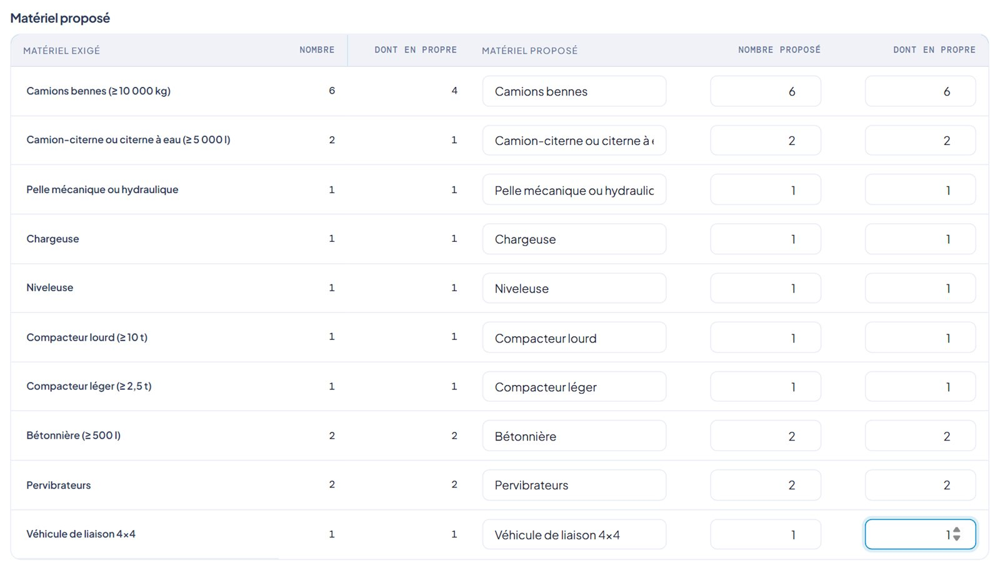 Matériel proposé
MATÉRIEL EXIGÉ NOMBRE DONT EN PROPRE MATÉRIEL PROPOSÉ NOMBRE PROPOSÉ DONT EN PROPRE
Camions bennes (≥ 10 000 kg) 6 4 Camions bennes 6 6
Camion-citerne ou citerne à eau (≥ 5 000 l) 2 1 Camion-citerne ou citerne à 2 2
Pelle mécanique ou hydraulique 1 1 Pelle mécanique ou hydraulic 1 1
Chargeuse 1 1 Chargeuse 1 1
Niveleuse 1 1 Niveleuse 1 1
Compacteur lourd (≥ 10 t) 1 1 Compacteur lourd 1 1
Compacteur léger (≥ 2,5 t) 1 1 Compacteur léger 1 1
Bétonnière (≥ 500 l) 2 2 Bétonnière 2 2
Pervibrateurs 2 2 Pervibrateurs 2 2
Véhicule de liaison 4×4 1 1 Véhicule de liaison 4×4 1 1